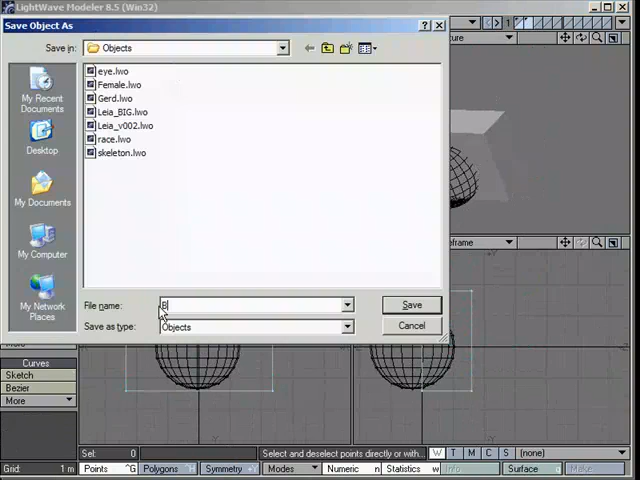 LightWave Modeler 8.5 (Win32)
Save Object As
Save in:
Objects
My Recent
Documents
Desktop
My Documents
My Computer
My Network
Places
eye.lwo
Female.lwo
Gerd.lwo
Leia_BIG.lwo
Leia_v002.lwo
race.lwo
skeleton.lwo
File name:
B
Save
Save as type:
Objects
Cancel
Curves
Sketch
Bezier
More
Sel: 0
Select and deselect points directly or with...
W T M C S (none)
Grid: 1 m
Points ^G
Polygons ^H
Symmetry +Y
Modes
Numeric n
Statistics w
Info
Surface q
Make